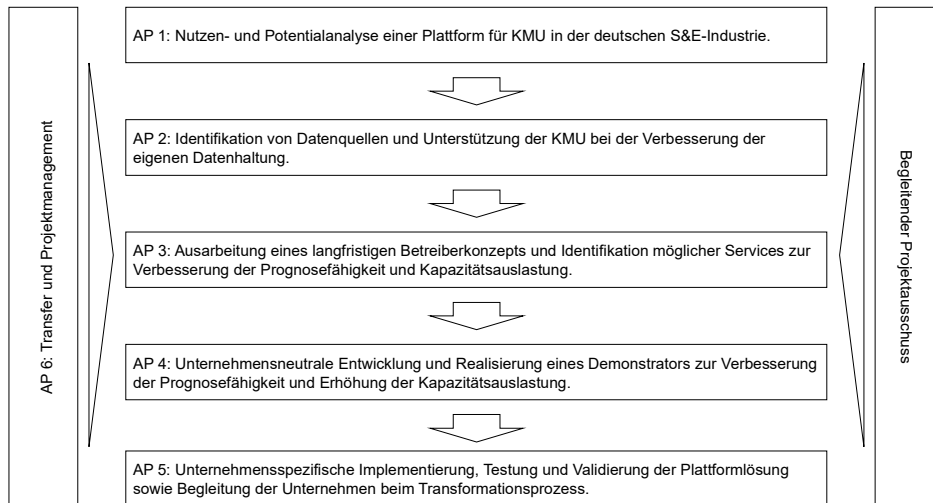 AP 6: Transfer und Projektmanagement
AP 1: Nutzen- und Potentialanalyse einer Plattform für KMU in der deutschen S&E-Industrie.
AP 2: Identifikation von Datenquellen und Unterstützung der KMU bei der Verbesserung der
eigenen Datenhaltung.
AP 3: Ausarbeitung eines langfristigen Betreiberkonzepts und Identifikation möglicher Services zur
Verbesserung der Prognosefähigkeit und Kapazitätsauslastung.
AP 4: Unternehmensneutrale Entwicklung und Realisierung eines Demonstrators zur Verbesserung
der Prognosefähigkeit und Erhöhung der Kapazitätsauslastung.
AP 5: Unternehmensspezifische Implementierung, Testung und Validierung der Plattformlösung
sowie Begleitung der Unternehmen beim Transformationsprozess.
Begleitender Projektausschuss